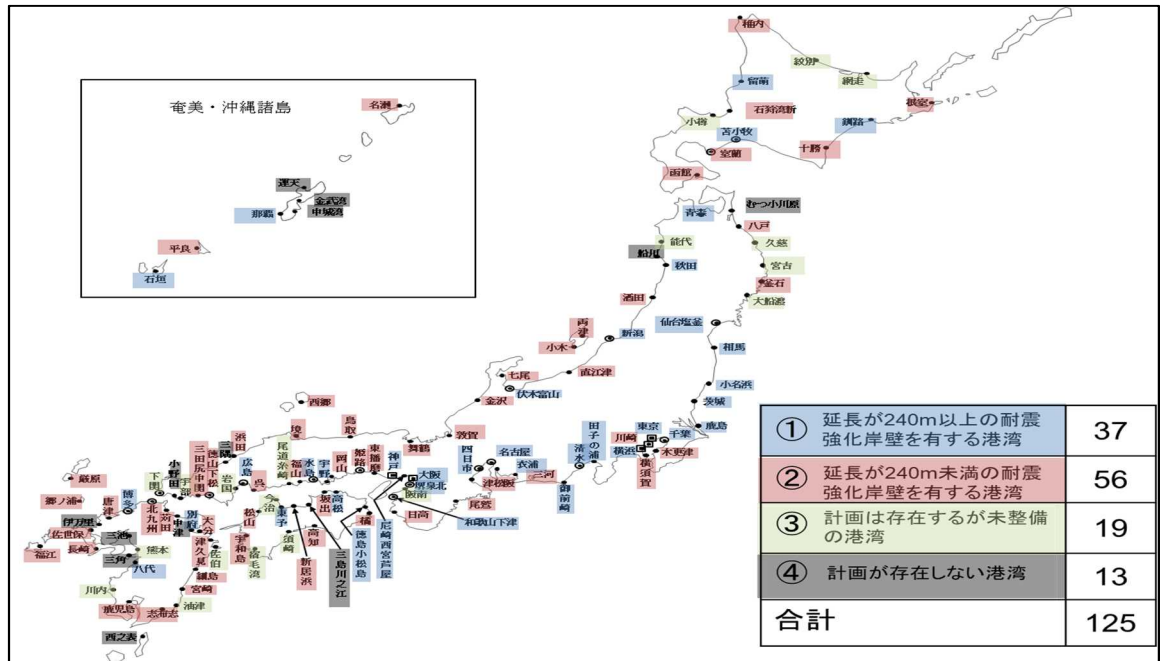 奄美・沖縄諸島
名瀬
運天
金武湾
中城湾
那覇
平良
石垣
稚内
紋別
網走
留萌
根室
石狩湾新
小樽
苫小牧
釧路
十勝
室蘭
函館
むつ小川原
青森
八戸
能代
久慈
船川
秋田
宮古
釜石
大船渡
酒田
仙台塩釜
両津
新潟
小木
相馬
七尾
直江津
伏木富山
小名浜
茨城
金沢
鹿島
西郷
鳥取
境
敦賀
舞鶴
東京
千葉
川崎
横浜
木更津
横須賀
田子の浦
清水
御前崎
名古屋
衣浦
三河
四日市
津松阪
尾鷲
日高
和歌山下津
大阪
堺泉北
阪南
神戸
東播磨
姫路
岡山
宇野
水島
福山
尾道糸崎
呉
広島
岩国
浜田
三隅
徳山下松
三田尻中関
宇部
小野田
下関
北九州
苅田
中津
別府
大分
津久見
佐伯
細島
宮崎
油津
志布志
鹿児島
西之表
川内
八代
熊本
三角
三池
長崎
福江
佐世保
伊万里
唐津
博多
郷ノ浦
厳原
松山
宇和島
宿毛湾
今治
東予
須崎
高知
新居浜
坂出
高松
三島川之江
橘
徳島小松島
尼崎西宮芦屋
① 延長が240m以上の耐震
強化岸壁を有する港湾 37
② 延長が240m未満の耐震
強化岸壁を有する港湾 56
③ 計画は存在するが未整備
の港湾 19
④ 計画が存在しない港湾 13
合計 125